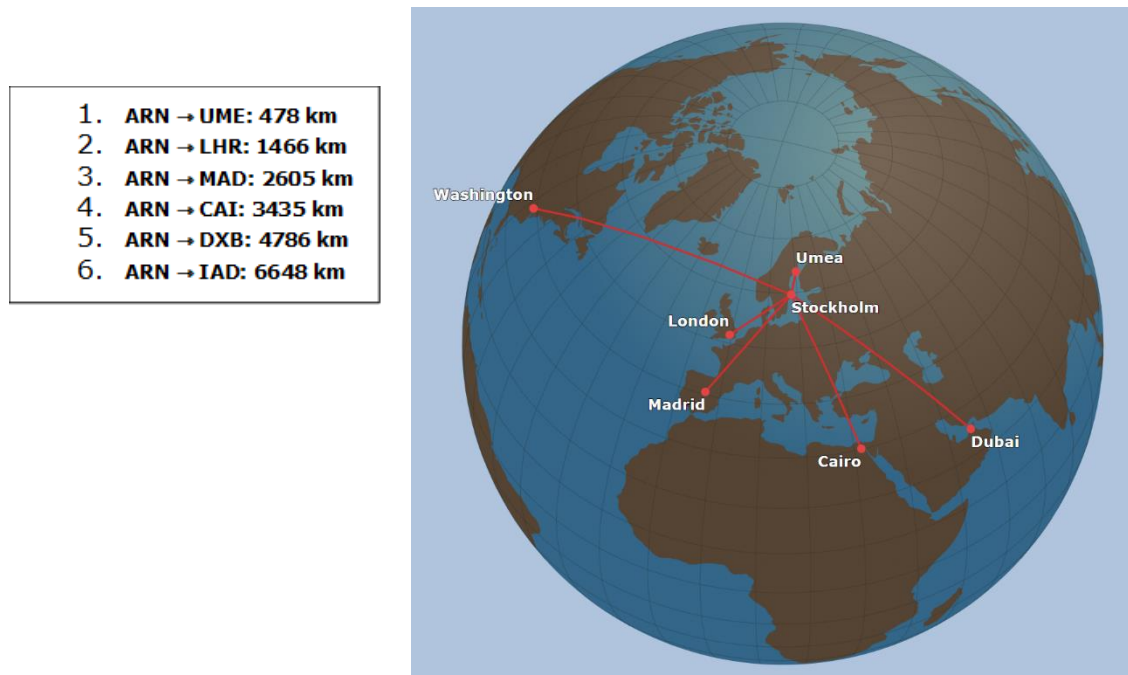 1. ARN → UME: 478 km
2. ARN → LHR: 1466 km
3. ARN → MAD: 2605 km
4. ARN → CAI: 3435 km
5. ARN → DXB: 4786 km
6. ARN → IAD: 6648 km
Washington
Umea
Stockholm
London
Madrid
Dubai
Cairo